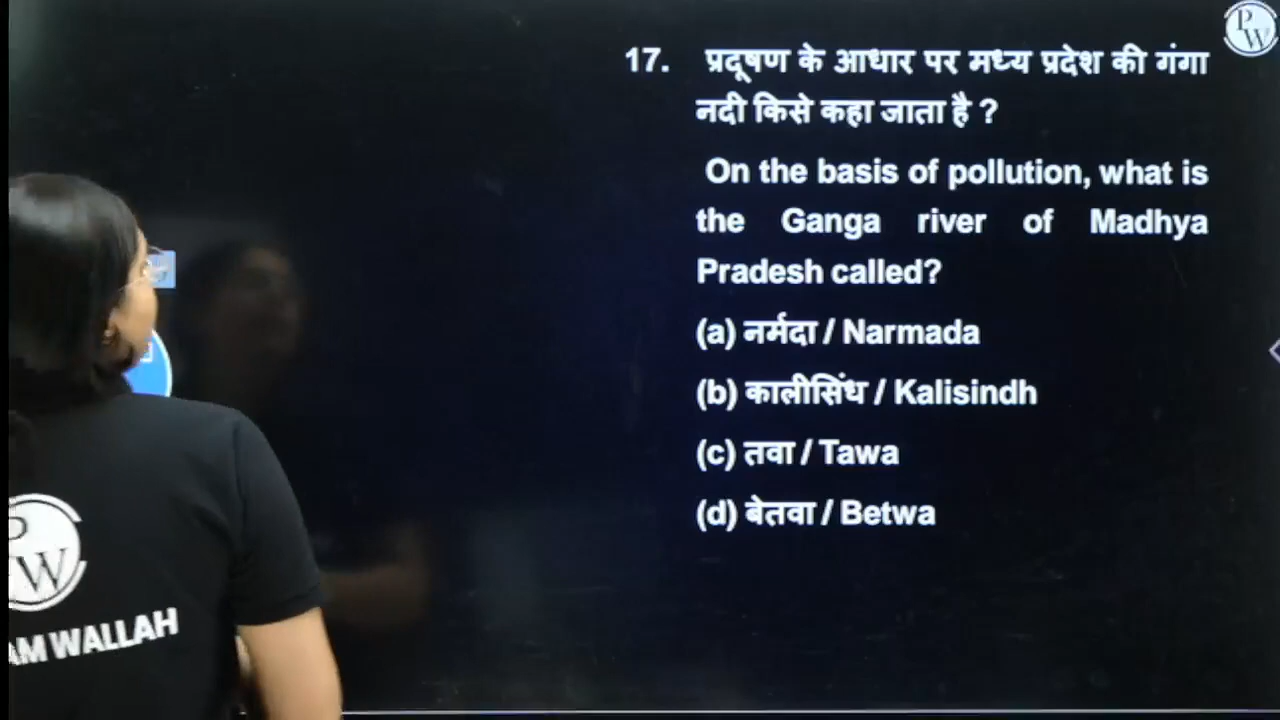 17. प्रदूषण के आधार पर मध्य प्रदेश की गंगा
नदी किसे कहा जाता है ?
On the basis of pollution, what is
the Ganga river of Madhya
Pradesh called?
(a) नर्मदा / Narmada
(b) कालीसिंध / Kalisindh
(c) तवा / Tawa
(d) बेतवा / Betwa
PW
P
W
AM WALLAH